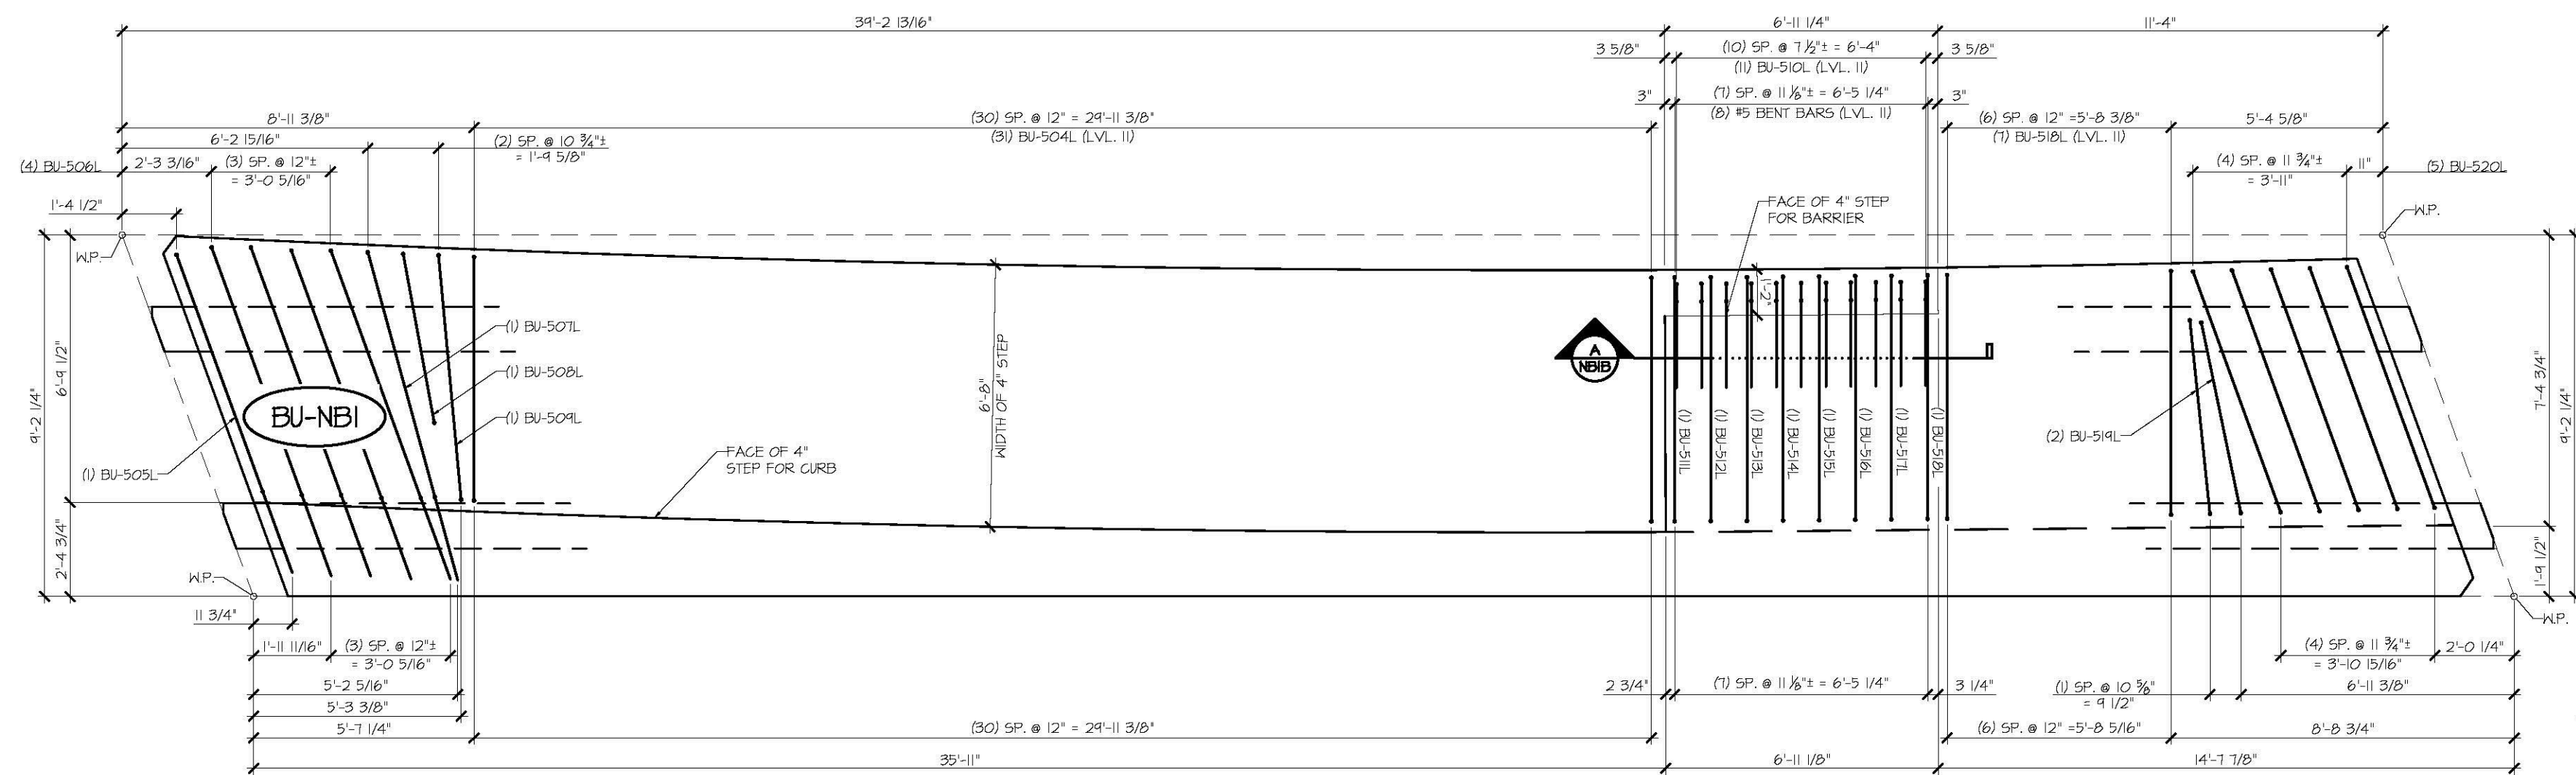 39'-2 13/16"
6'-11 1/4"
11'-4"
3 5/8"
(10) SP. @ 7 1/2"± = 6'-4"
(11) BU-510L (LVL. 11)
3 5/8"
3"
(7) SP. @ 11 1/8"± = 6'-5 1/4"
(8) #5 BENT BARS (LVL. 11)
3"
8'-11 3/8"
(30) SP. @ 12" = 29'-11 3/8"
(31) BU-504L (LVL. 11)
(6) SP. @ 12" =5'-8 3/8"
(7) BU-518L (LVL. 11)
5'-4 5/8"
6'-2 15/16"
(2) SP. @ 10 3/4"±
= 1'-9 5/8"
(4) BU-506L
2'-3 3/16"
(3) SP. @ 12"±
= 3'-0 5/16"
(4) SP. @ 11 3/4"±
= 3'-11"
11"
(5) BU-520L
1'-4 1/2"
FACE OF 4" STEP
FOR BARRIER
W.P.
W.P.
1'-2"
(1) BU-507L
(1) BU-508L
(1) BU-509L
BU-NB1
(1) BU-505L
6'-9 1/2"
9'-2 1/4"
2'-4 3/4"
6'-8"
WIDTH OF 4" STEP
FACE OF 4"
STEP FOR CURB
A
NB1B
(1) BU-511L
(1) BU-512L
(1) BU-513L
(1) BU-514L
(1) BU-515L
(1) BU-516L
(1) BU-517L
(1) BU-518L
(2) BU-519L
7'-4 3/4"
9'-2 1/4"
1'-9 1/2"
W.P.
W.P.
11 3/4"
1'-11 11/16"
(3) SP. @ 12"±
= 3'-0 5/16"
(4) SP. @ 11 3/4"±
= 3'-10 15/16"
2'-0 1/4"
5'-2 5/16"
2 3/4"
(7) SP. @ 11 1/8"± = 6'-5 1/4"
3 1/4"
(1) SP. @ 10 5/8"
= 9 1/2"
6'-11 3/8"
5'-3 3/8"
5'-7 1/4"
(30) SP. @ 12" = 29'-11 3/8"
(6) SP. @ 12" =5'-8 5/16"
8'-8 3/4"
35'-11"
6'-11 1/8"
14'-7 7/8"